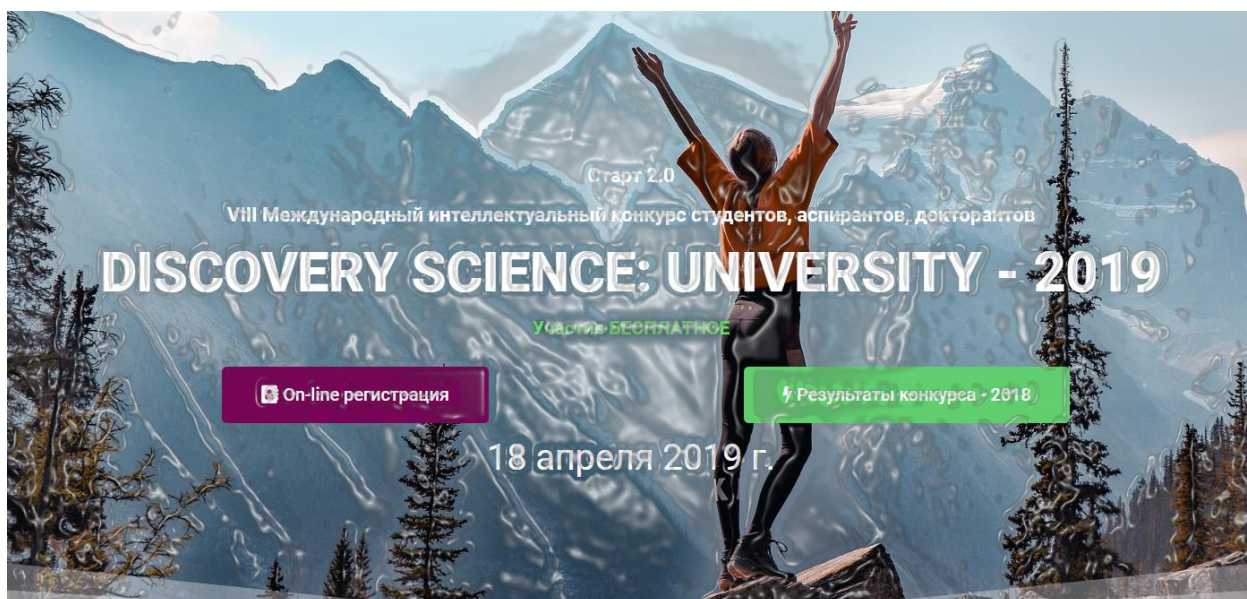 Старт 2.0
VIII Международный интеллектуальный конкурс студентов, аспирантов, докторантов
DISCOVERY SCIENCE: UNIVERSITY - 2019
Участие БЕСПЛАТНОЕ
On-line регистрация
Результаты конкурса - 2018
18 апреля 2019 г.